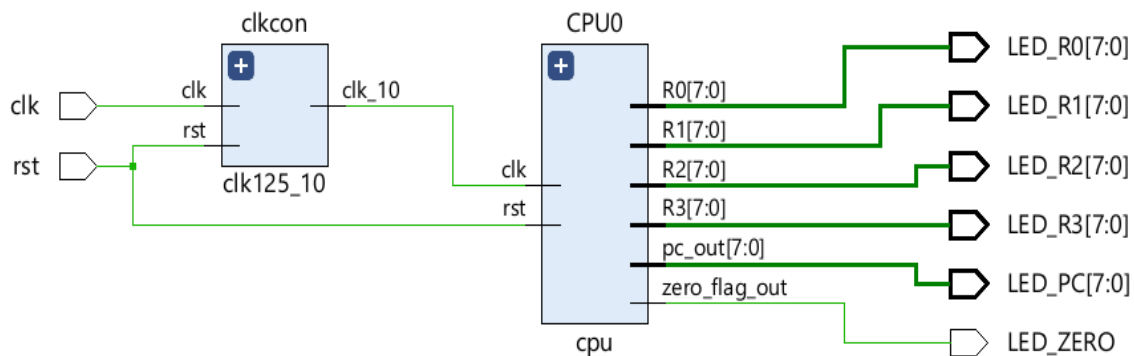 clkcon
CPU0
clk
rst
clk
rst
clk_10
clk125_10
clk
rst
R0[7:0]
R1[7:0]
R2[7:0]
R3[7:0]
pc_out[7:0]
zero_flag_out
cpu
LED_R0[7:0]
LED_R1[7:0]
LED_R2[7:0]
LED_R3[7:0]
LED_PC[7:0]
LED_ZERO